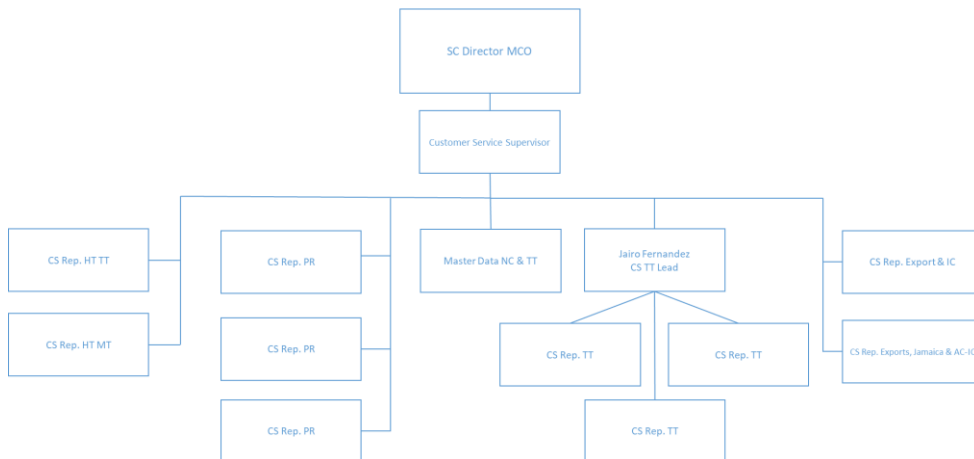 SC Director MCO
Customer Service Supervisor
CS Rep. HT TT
CS Rep. PR
Master Data NC & TT
Jairo Fernandez
CS TT Lead
CS Rep. Export & IC
CS Rep. HT MT
CS Rep. PR
CS Rep. TT
CS Rep. TT
CS Rep. Exports, Jamaica & AC-IC
CS Rep. PR
CS Rep. TT